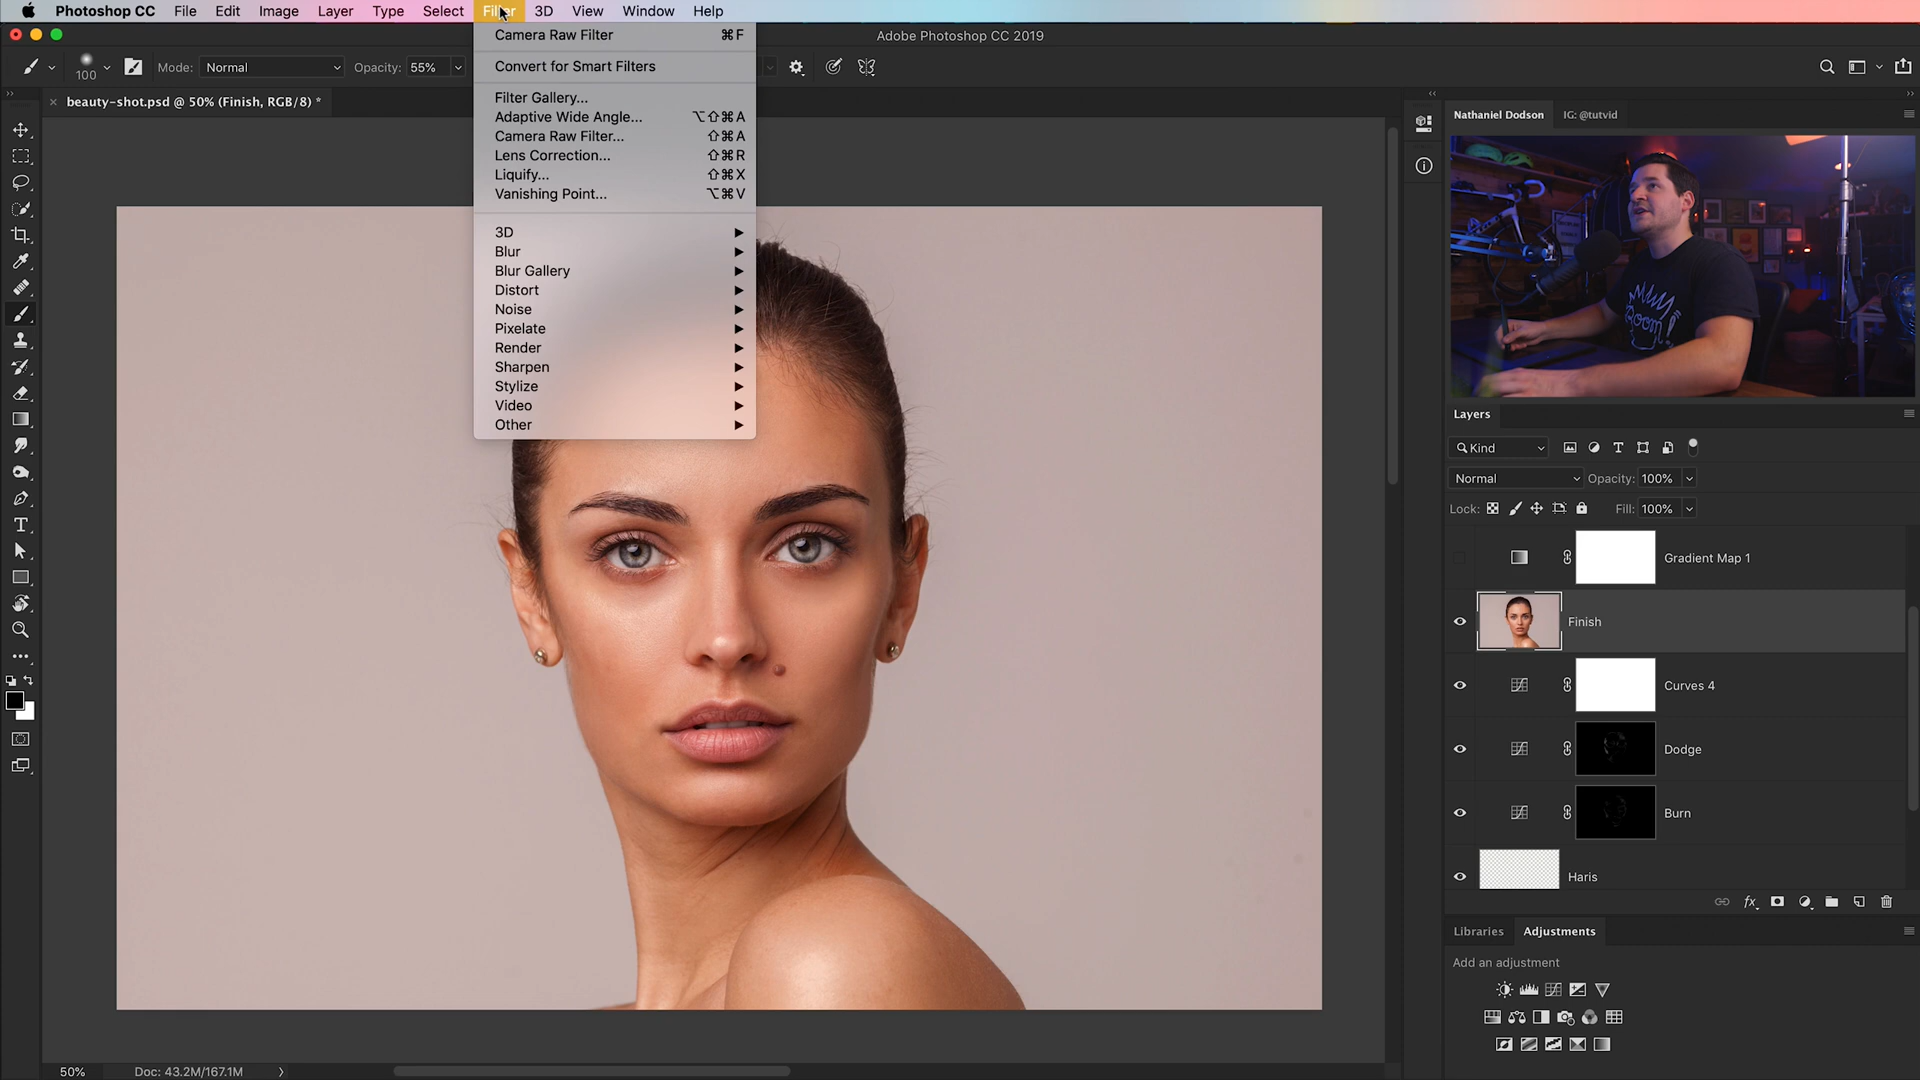 Photoshop CC File Edit Image Layer Type Select Filter 3D View Window Help
Adobe Photoshop CC 2019
100 Mode: Normal Opacity: 55%
beauty-shot.psd @ 50% (Finish, RGB/8) *
Camera Raw Filter ⌘F
Convert for Smart Filters
Filter Gallery...
Adaptive Wide Angle... ⌥⇧⌘A
Camera Raw Filter... ⇧⌘A
Lens Correction... ⇧⌘R
Liquify... ⇧⌘X
Vanishing Point... ⌥⌘V
3D
Blur
Blur Gallery
Distort
Noise
Pixelate
Render
Sharpen
Stylize
Video
Other
Nathaniel Dodson IG: @tutvid
Room!
Layers
Kind
Normal Opacity: 100%
Lock: Fill: 100%
Gradient Map 1
Finish
Curves 4
Dodge
Burn
Haris
fx
Libraries Adjustments
Add an adjustment
50% Doc: 43.2M/167.1M